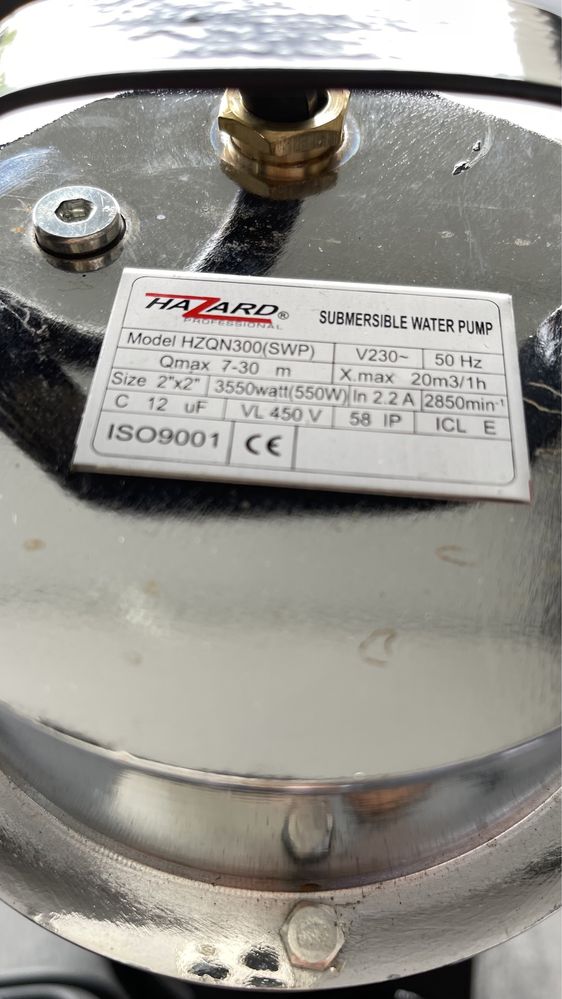 HAZARD®
PROFESSIONAL
SUBMERSIBLE WATER PUMP
Model HZQN300(SWP) V230~ 50 Hz
Qmax 7-30 m X.max 20m3/1h
Size 2"x2" 3550watt(550W) In 2.2 A 2850min⁻¹
C 12 uF VL 450 V 58 IP ICL E
ISO9001 CE